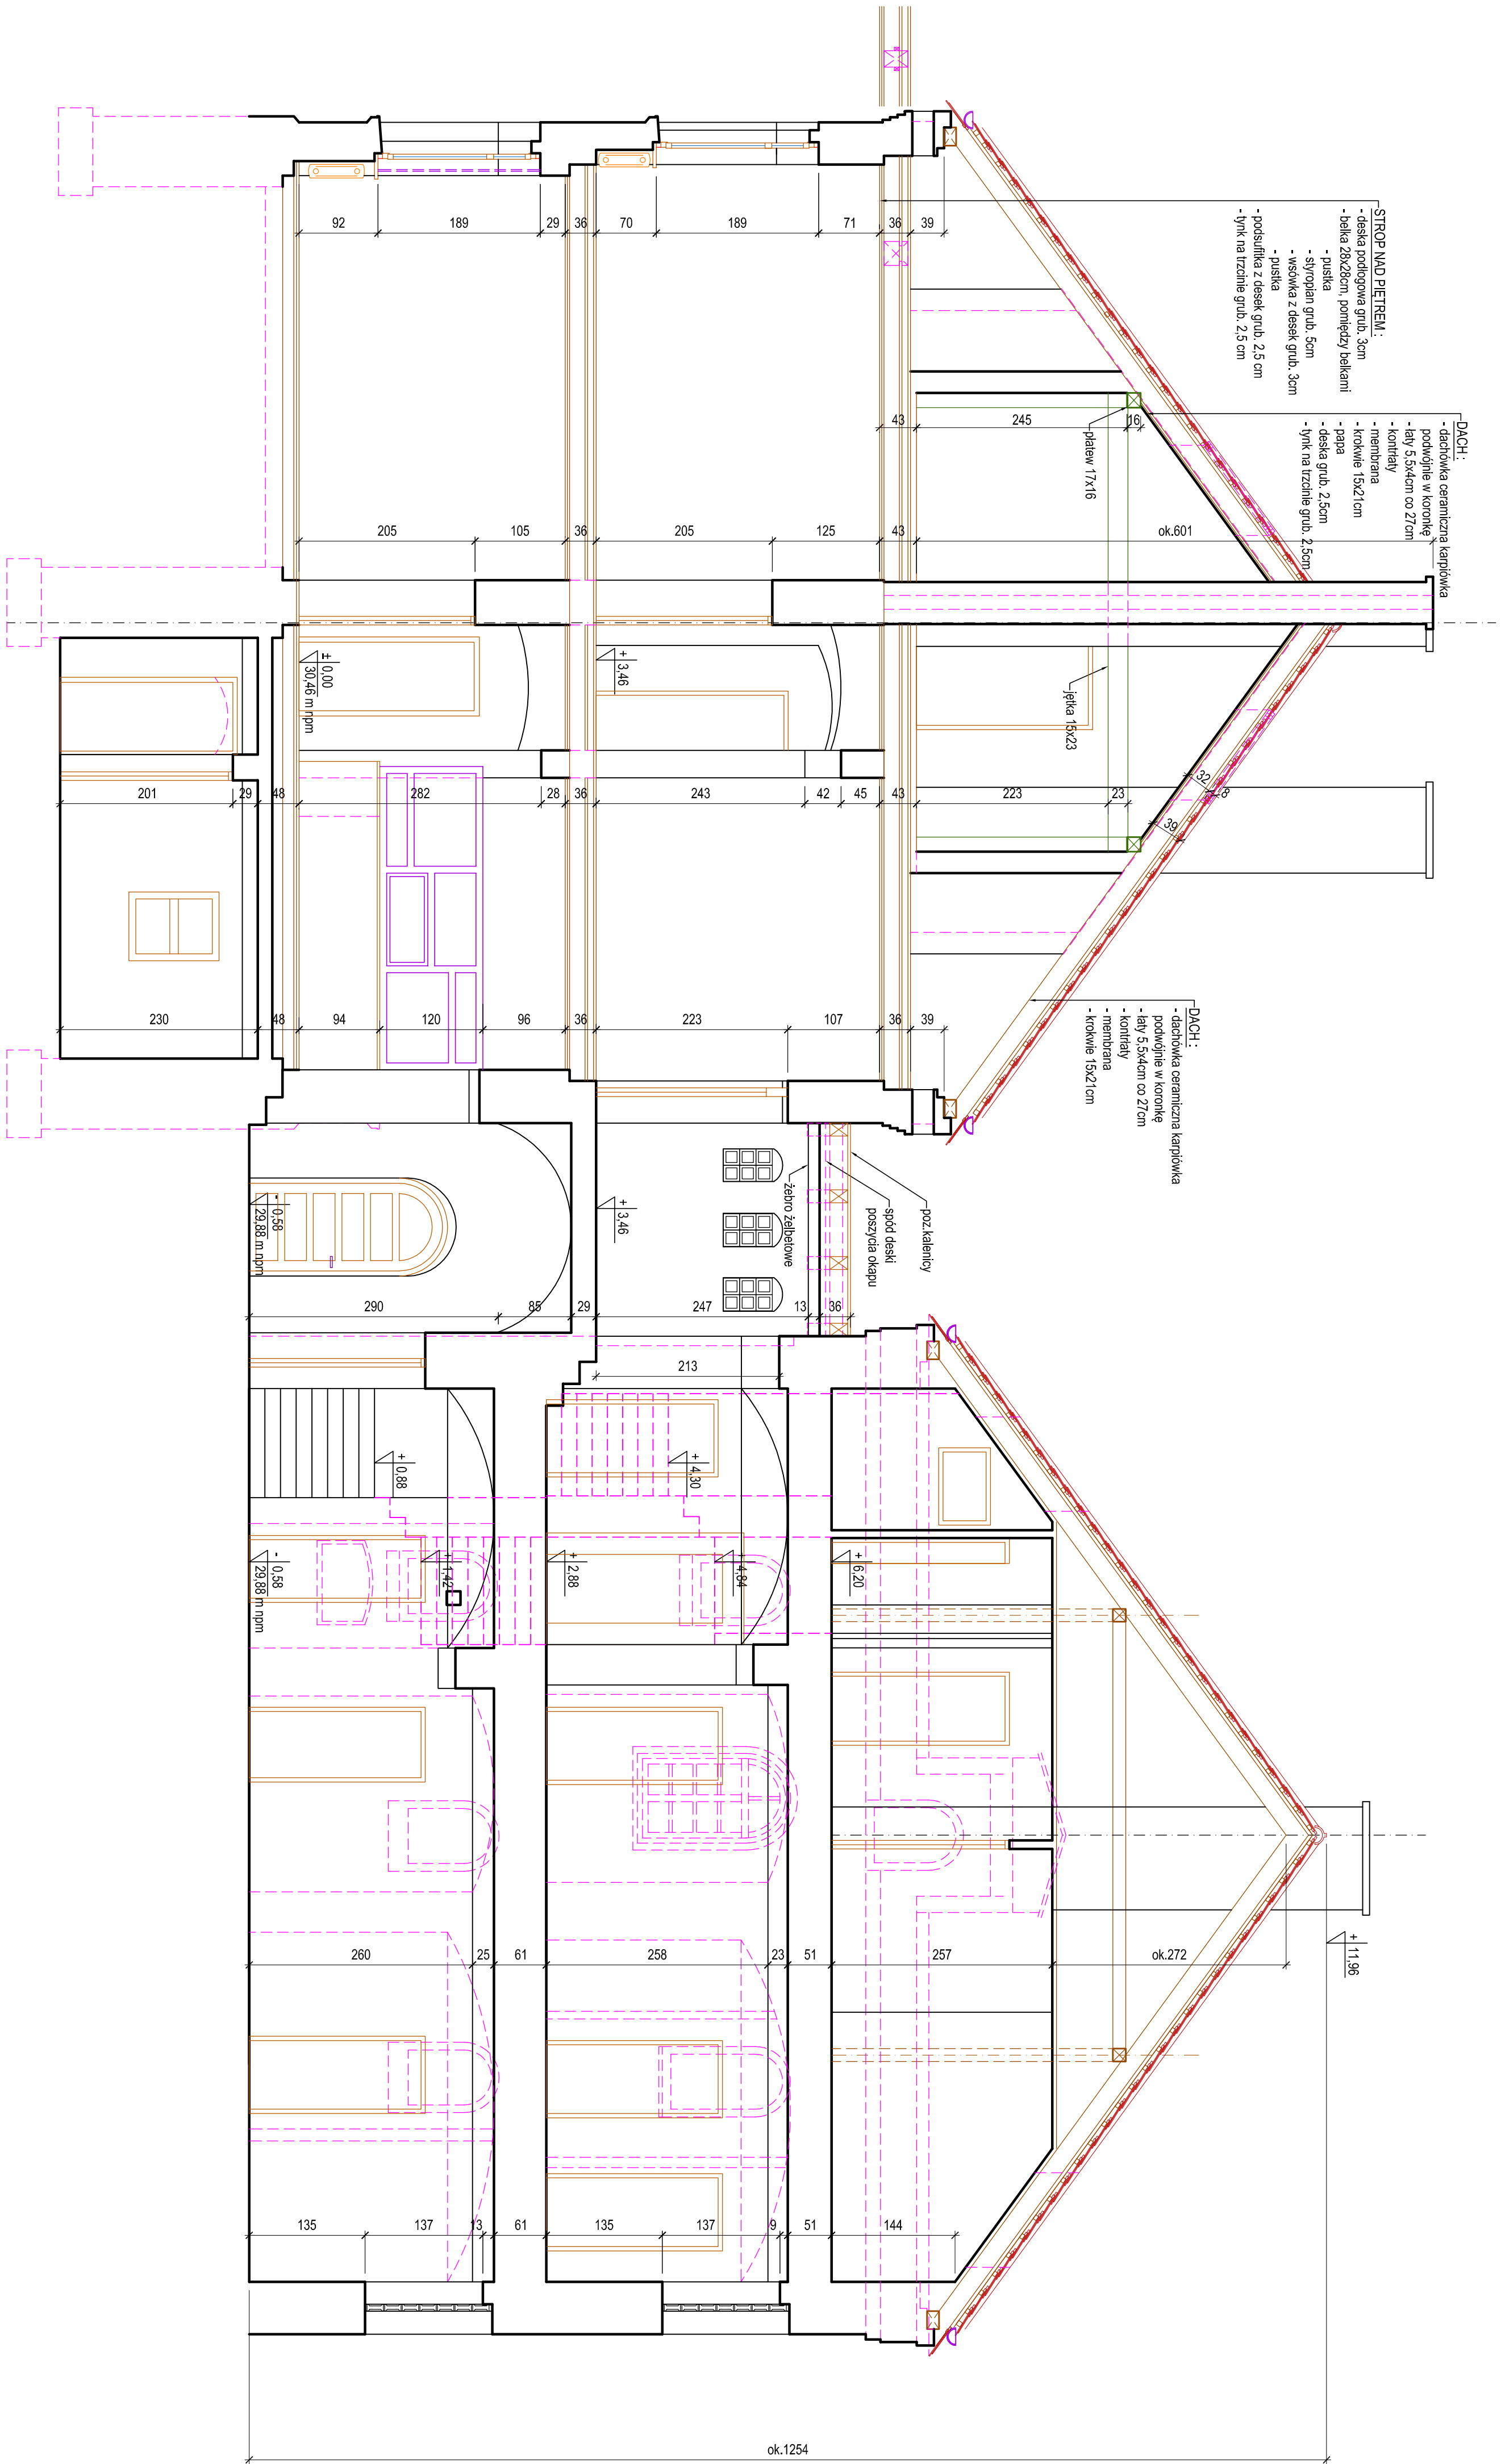 STROP NAD PIĘTREM :
- deska podłogowa grub. 3cm
- belka 28x28cm, pomiędzy belkami
- pustka
- styropian grub. 5cm
- wsówka z desek grub. 3cm
- pustka
- podsufitka z desek grub. 2,5 cm
- tynk na trzcinie grub. 2,5 cm
DACH :
- dachówka ceramiczna karpiówka
podwójnie w koronkę
- łaty 5,5x4cm co 27cm
- kontrłaty
- membrana
- krokwie 15x21cm
- papa
- deska grub. 2,5cm
- tynk na trzcinie grub. 2,5cm
DACH :
- dachówka ceramiczna karpiówka
podwójnie w koronkę
- łaty 5,5x4cm co 27cm
- kontrłaty
- membrana
- krokwie 15x21cm
92
189
29
36
70
189
71
36
39
43
245
16
płatew 17x16
205
105
36
205
125
43
ok.601
± 0,00
30,46 m npm
+ 3,46
jętka 15x23
32
8
39
201
29
48
282
28
36
243
42
45
43
223
23
230
48
94
120
96
36
223
107
36
39
- 0,58
29,88 m npm
+ 3,46
żebro żelbetowe
spód deski
poszycia okapu
poz.kalenicy
290
85
29
247
13
36
213
+ 0,88
+ 4,30
- 0,58
29,88 m npm
+ 1,42
+ 2,88
+ 4,84
+ 6,20
260
25
61
258
23
51
257
ok.272
+ 11,96
135
137
13
61
135
137
9
51
144
ok.1254